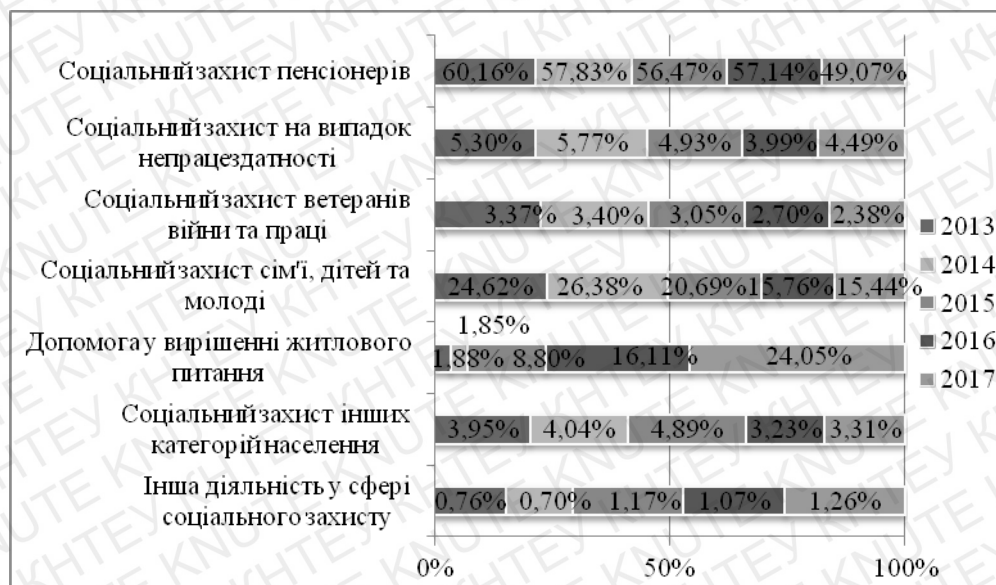 Соціальний захист пенсіонерів
60,16% 57,83% 56,47% 57,14% 49,07%
Соціальний захист на випадок
непрацездатності
5,30% 5,77% 4,93% 3,99% 4,49%
Соціальний захист ветеранів
війни та праці
3,37% 3,40% 3,05% 2,70% 2,38%
Соціальний захист сім'ї, дітей та
молоді
24,62% 26,38% 20,69% 15,76% 15,44%
1,85%
Допомога у вирішенні житлового
питання
1,88% 8,80% 16,11% 24,05%
Соціальний захист інших
категорій населення
3,95% 4,04% 4,89% 3,23% 3,31%
Інша діяльність у сфері
соціального захисту
0,76% 0,70% 1,17% 1,07% 1,26%
0% 50% 100%
2013
2014
2015
2016
2017
КНТЕУ KNUTE